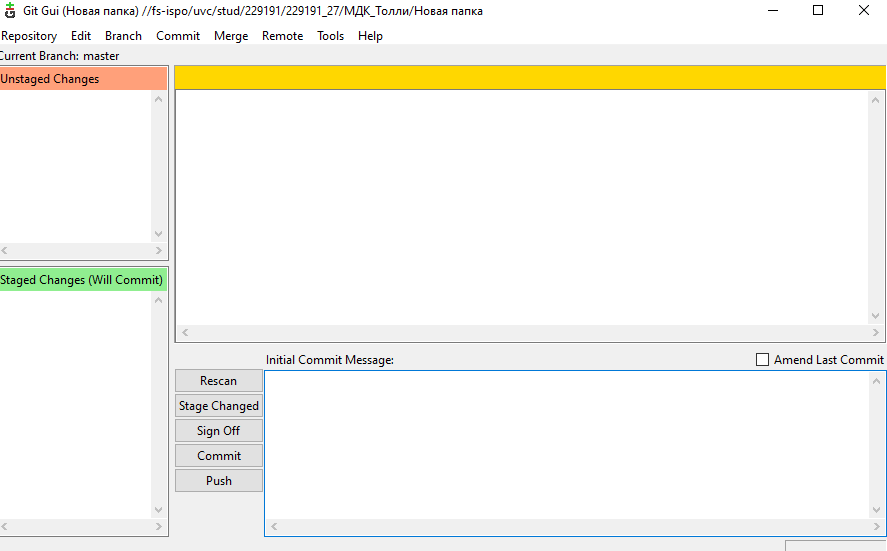 Git Gui (Новая папка) //fs-ispo/uvc/stud/229191/229191_27/МДК_Толли/Новая папка
Repository Edit Branch Commit Merge Remote Tools Help
Current Branch: master
Unstaged Changes
Staged Changes (Will Commit)
Initial Commit Message:
Amend Last Commit
Rescan
Stage Changed
Sign Off
Commit
Push